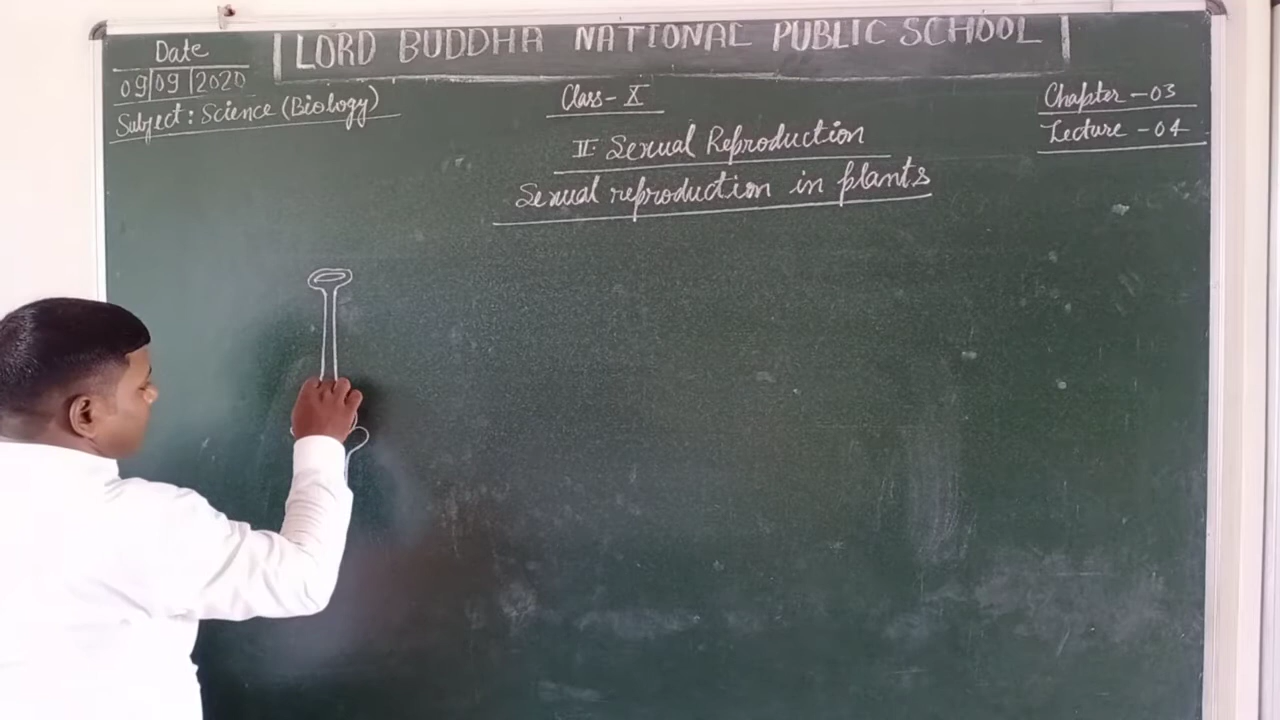 Date
LORD BUDDHA NATIONAL PUBLIC SCHOOL
09/09/2020
Subject: Science (Biology)
Class - X
Chapter - 03
Lecture - 04
II. Sexual Reproduction
Sexual reproduction in plants